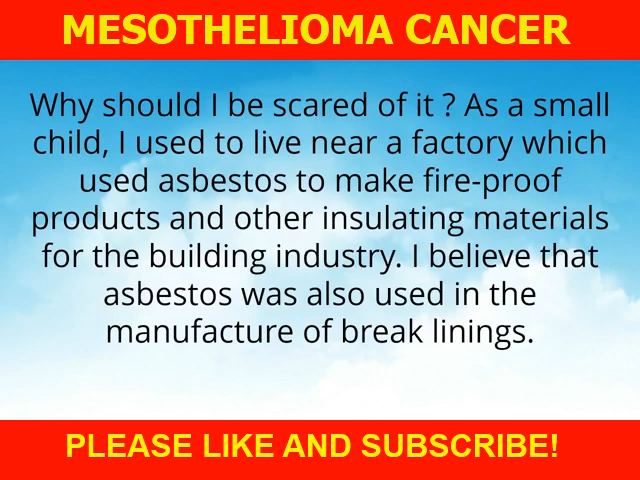 MESOTHELIOMA CANCER
Why should I be scared of it ? As a small
child, I used to live near a factory which
used asbestos to make fire-proof
products and other insulating materials
for the building industry. I believe that
asbestos was also used in the
manufacture of break linings.
PLEASE LIKE AND SUBSCRIBE!